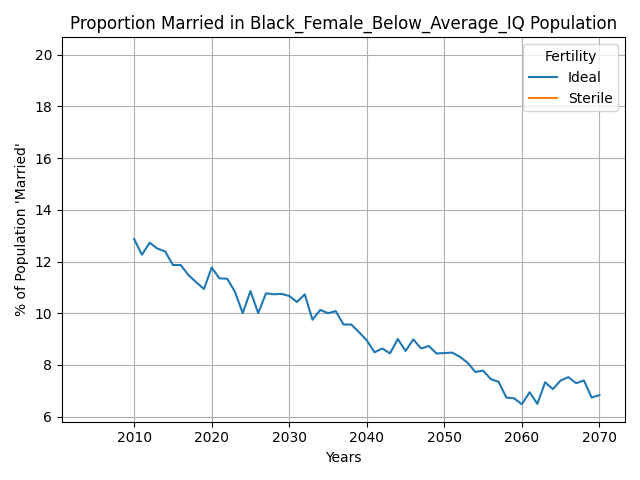 Proportion Married in Black_Female_Below_Average_IQ Population
20
18
16
14
12
10
8
6
% of Population 'Married'
Fertility
Ideal
Sterile
2010 2020 2030 2040 2050 2060 2070
Years